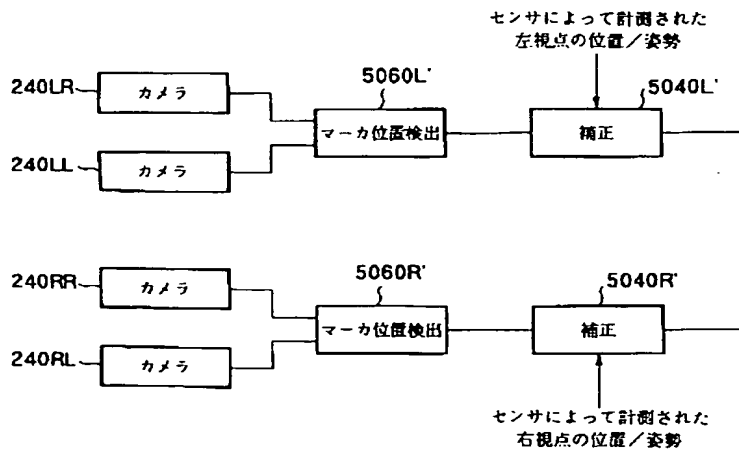 センサによって計測された
左視点の位置／姿勢
240LR
カメラ
5060L'
5040L'
マーカ位置検出
補正
240LL
カメラ
240RR
カメラ
5060R'
5040R'
マーカ位置検出
補正
240RL
カメラ
センサによって計測された
右視点の位置／姿勢